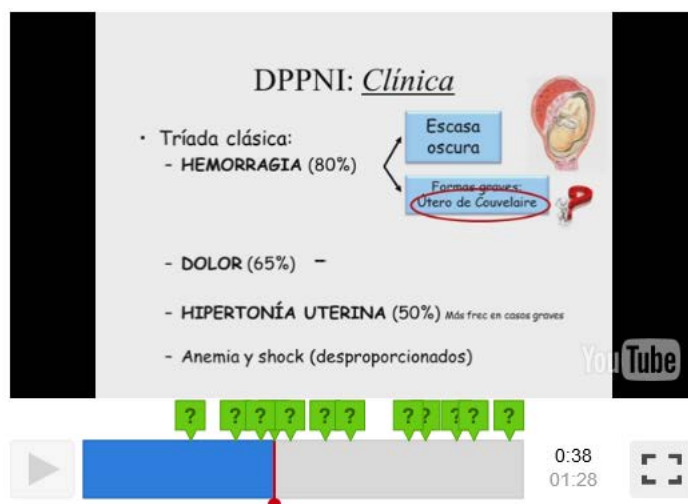 DPPNI: Clínica
• Tríada clásica:
- HEMORRAGIA (80%)
Escasa
oscura
Formas graves:
Útero de Couvelaire
- DOLOR (65%) –
- HIPERTONÍA UTERINA (50%) Más frec en casos graves
- Anemia y shock (desproporcionados)
YouTube
? ? ? ? ? ? ? ? ? ? ?
0:38
01:28